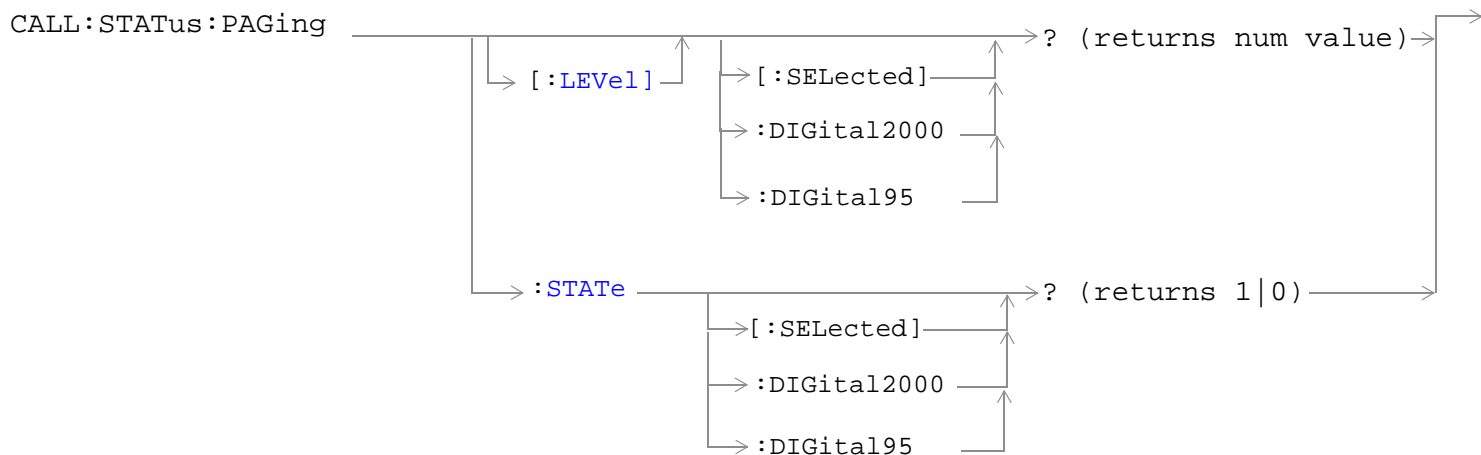 CALL:STATus:PAGing
? (returns num value)
[:LEVel]
[:SELected]
:DIGital2000
:DIGital95
:STATe
? (returns 1|0)
[:SELected]
:DIGital2000
:DIGital95